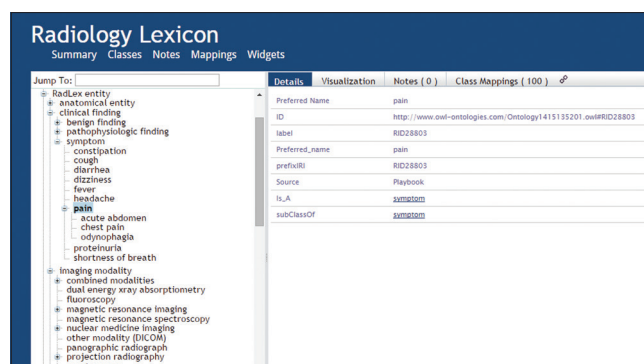 Radiology Lexicon
Summary Classes Notes Mappings Widgets
Jump To:
RadLex entity
anatomical entity
clinical finding
benign finding
pathophysiologic finding
symptom
constipation
cough
diarrhea
dizziness
fever
headache
pain
acute abdomen
chest pain
odynophagia
proteinuria
shortness of breath
imaging modality
combined modalities
dual energy xray absorptiometry
fluoroscopy
magnetic resonance imaging
magnetic resonance spectroscopy
nuclear medicine imaging
other modality (DICOM)
panographic radiograph
projection radiography
Details Visualization Notes ( 0 ) Class Mappings ( 100 )
Preferred Name pain
ID http://www.owl-ontologies.com/Ontology1415135201.owl#RID28803
label RID28803
Preferred_name pain
prefixIRI RID28803
Source Playbook
Is_A symptom
subClassOf symptom